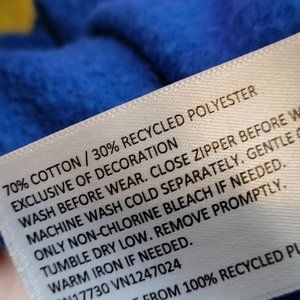 70% COTTON / 30% RECYCLED POLYESTER
EXCLUSIVE OF DECORATION
WASH BEFORE WEAR. CLOSE ZIPPER BEFORE W
MACHINE WASH COLD SEPARATELY. GENTLE
ONLY NON-CHLORINE BLEACH IF NEEDED.
TUMBLE DRY LOW. REMOVE PROMPTLY.
WARM IRON IF NEEDED.
17730 VN1247024
FROM 100% RECYCLED